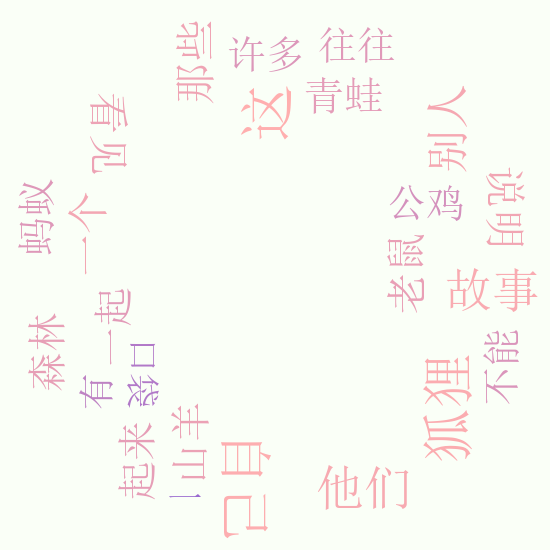 那些
许多
往往
这
青蛙
看见
别人
蚂蚁
一个
公鸡
说明
老鼠
故事
一起
森林
口袋
有
不能
狐狸
起来
山羊
自己
他们
一